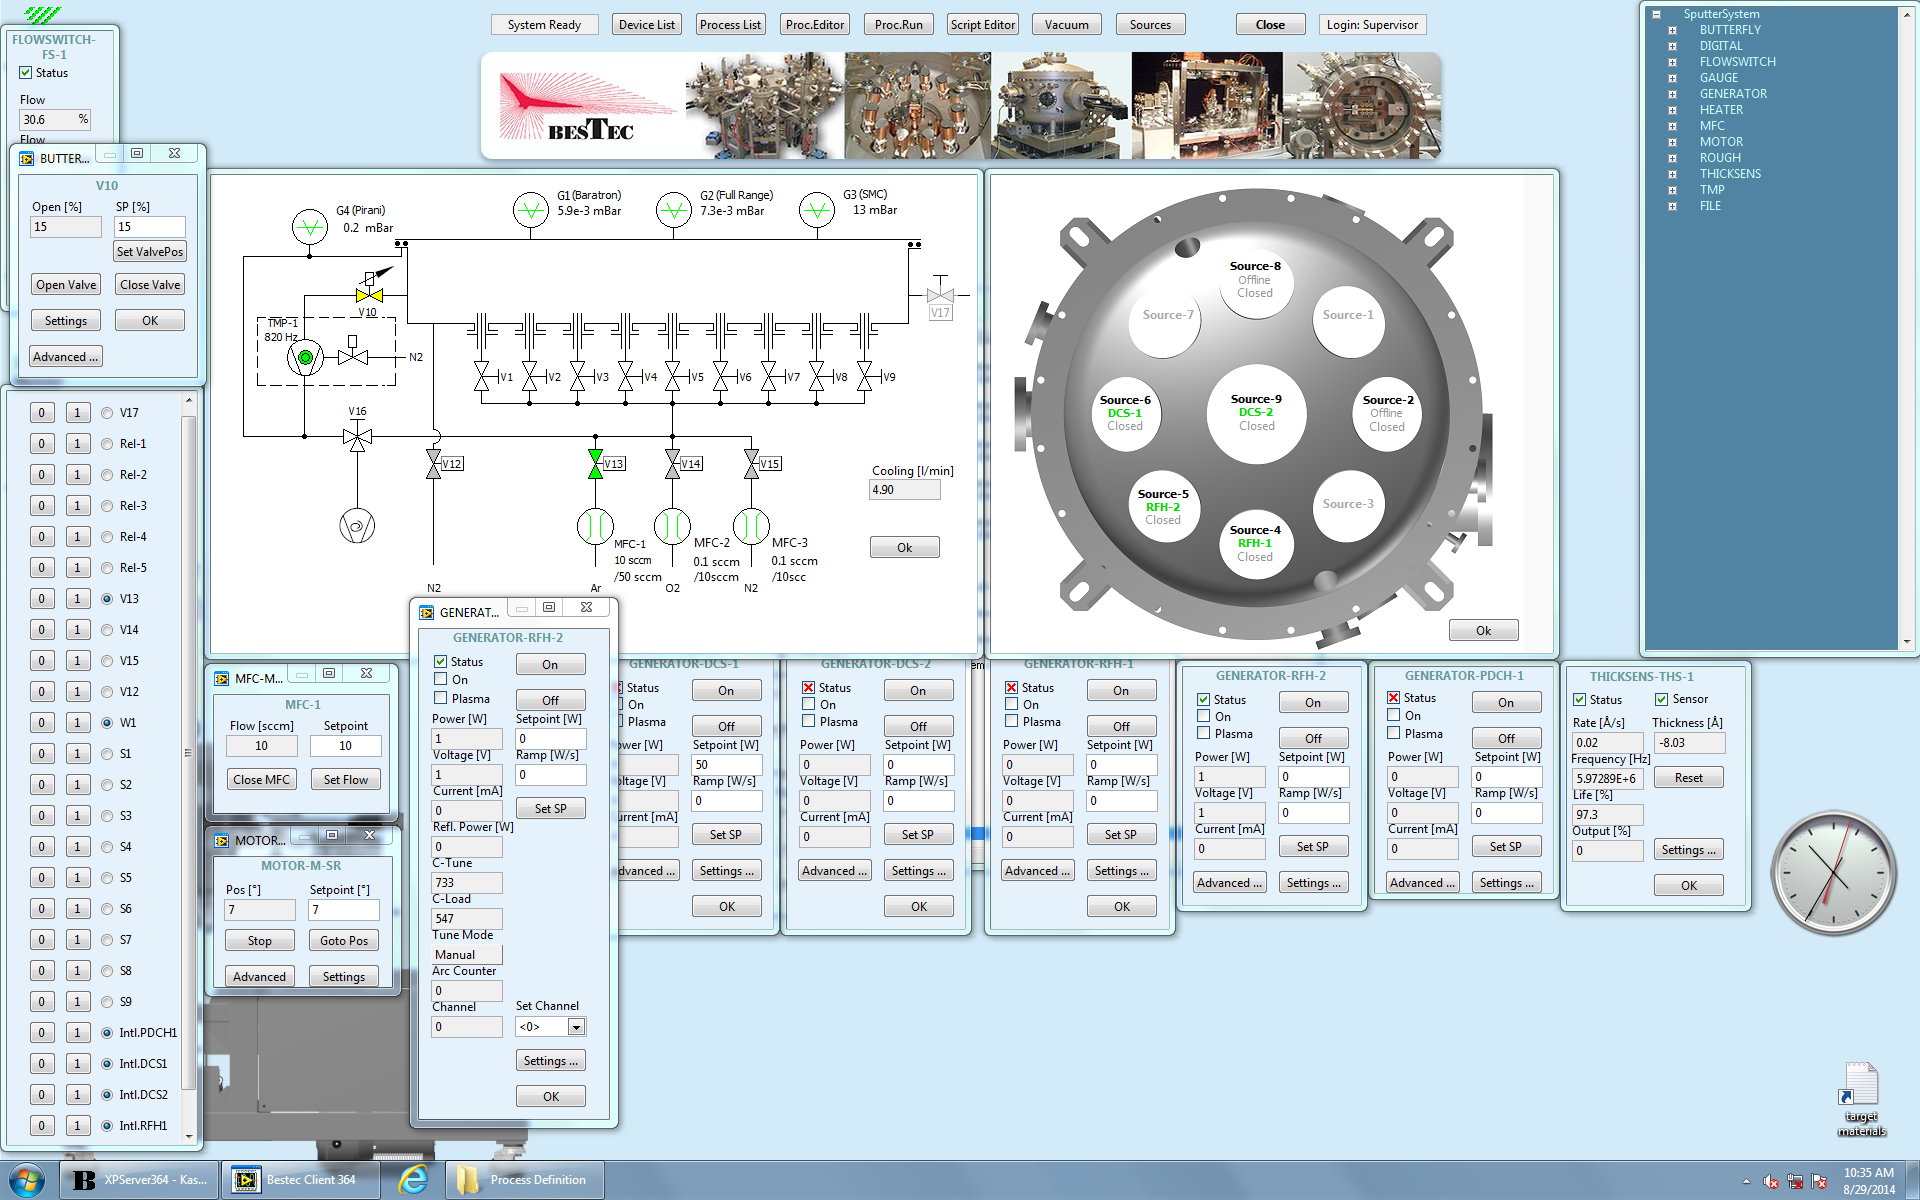 System Ready
Device List
Process List
Proc.Editor
Proc.Run
Script Editor
Vacuum
Sources
Close
Login: Supervisor
FLOWSWITCH-
FS-1
Status
Flow
30.6 %
Flow
BESTEC
SputterSystem
BUTTERFLY
DIGITAL
FLOWSWITCH
GAUGE
GENERATOR
HEATER
MFC
MOTOR
ROUGH
THICKSENS
TMP
FILE
BUTTER...
V10
Open [%] SP [%]
15 15
Set ValvePos
Open Valve Close Valve
Settings OK
Advanced ...
G4 (Pirani)
0.2 mBar
G1 (Baratron)
5.9e-3 mBar
G2 (Full Range)
7.3e-3 mBar
G3 (SMC)
13 mBar
V10
V17
TMP-1
820 Hz
N2
V1 V2 V3 V4 V5 V6 V7 V8 V9
V16
V12 V13 V14 V15
Cooling [l/min]
4.90
Ok
MFC-1
10 sccm
/50 sccm
MFC-2
0.1 sccm
/10sccm
MFC-3
0.1 sccm
/10scc
N2 Ar O2 N2
Source-8
Offline
Closed
Source-7
Source-1
Source-6
DCS-1
Closed
Source-9
DCS-2
Closed
Source-2
Offline
Closed
Source-5
RFH-2
Closed
Source-3
Source-4
RFH-1
Closed
Ok
0 1 V17
0 1 Rel-1
0 1 Rel-2
0 1 Rel-3
0 1 Rel-4
0 1 Rel-5
0 1 V13
0 1 V14
0 1 V15
0 1 V12
0 1 W1
0 1 S1
0 1 S2
0 1 S3
0 1 S4
0 1 S5
0 1 S6
0 1 S7
0 1 S8
0 1 S9
0 1 Intl.PDCH1
0 1 Intl.DCS1
0 1 Intl.DCS2
0 1 Intl.RFH1
MFC-M...
MFC-1
Flow [sccm] Setpoint
10 10
Close MFC Set Flow
MOTOR...
MOTOR-M-SR
Pos [°] Setpoint [°]
7 7
Stop Goto Pos
Advanced Settings
GENERAT...
GENERATOR-RFH-2
Status On
On
Plasma Off
Power [W] Setpoint [W]
1 0
Voltage [V] Ramp [W/s]
1 0
Current [mA]
0 Set SP
Refl. Power [W]
0
C-Tune
733
C-Load
547
Tune Mode
Manual
Arc Counter
0
Channel Set Channel
0 <0>
Settings ...
OK
GENERATOR-DCS-1
Status On
On
Plasma Off
ower [W] Setpoint [W]
50
oltage [V] Ramp [W/s]
0
urrent [mA]
Set SP
dvanced ... Settings ...
OK
GENERATOR-DCS-2
Status On
On
Plasma Off
Power [W] Setpoint [W]
0 0
Voltage [V] Ramp [W/s]
0 0
Current [mA]
0 Set SP
Advanced ... Settings ...
OK
em
GENERATOR-RFH-1
Status On
On
Plasma Off
Power [W] Setpoint [W]
0 0
Voltage [V] Ramp [W/s]
0 0
Current [mA]
0 Set SP
Advanced ... Settings ...
OK
GENERATOR-RFH-2
Status On
On
Plasma Off
Power [W] Setpoint [W]
1 0
Voltage [V] Ramp [W/s]
1 0
Current [mA]
0 Set SP
Advanced ... Settings ...
GENERATOR-PDCH-1
Status On
On
Plasma Off
Power [W] Setpoint [W]
0 0
Voltage [V] Ramp [W/s]
0 0
Current [mA]
0 Set SP
Advanced ... Settings ...
THICKSENS-THS-1
Status Sensor
Rate [Å/s] Thickness [Å]
0.02 -8.03
Frequency [Hz]
5.97289E+6 Reset
Life [%]
97.3
Output [%]
0 Settings ...
OK
target
materials
XPServer364 - Kas...
Bestec Client 364
Process Definition
10:35 AM
8/29/2014